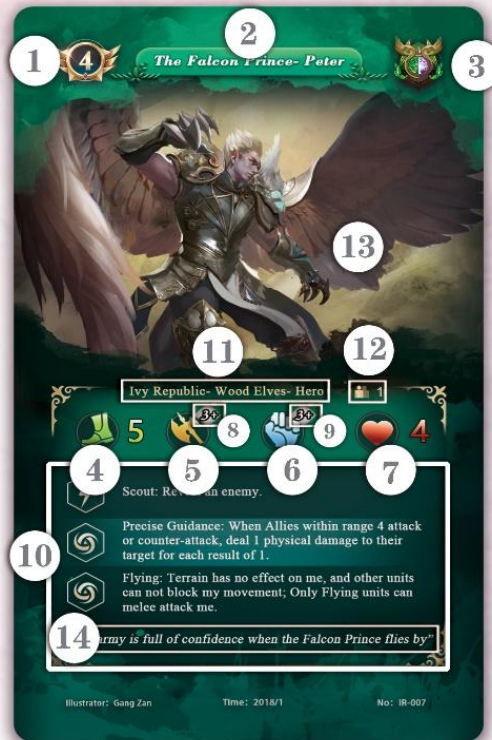 1
4
2
The Falcon Prince- Peter
3
13
11
12
Ivy Republic- Wood Elves- Hero
1
5
3+
8
3+
9
4
4
5
6
7
Scout: an enemy.
10
Precise Guidance: When Allies within range 4 attack
or counter-attack, deal 1 physical damage to their
target for each result of 1.
Flying: Terrain has no effect on me, and other units
can not block my movement; Only Flying units can
melee attack me.
14
army is full of confidence when the Falcon Prince flies by"
Illustrator: Gang Zan
Time: 2018/1
No: IR-007